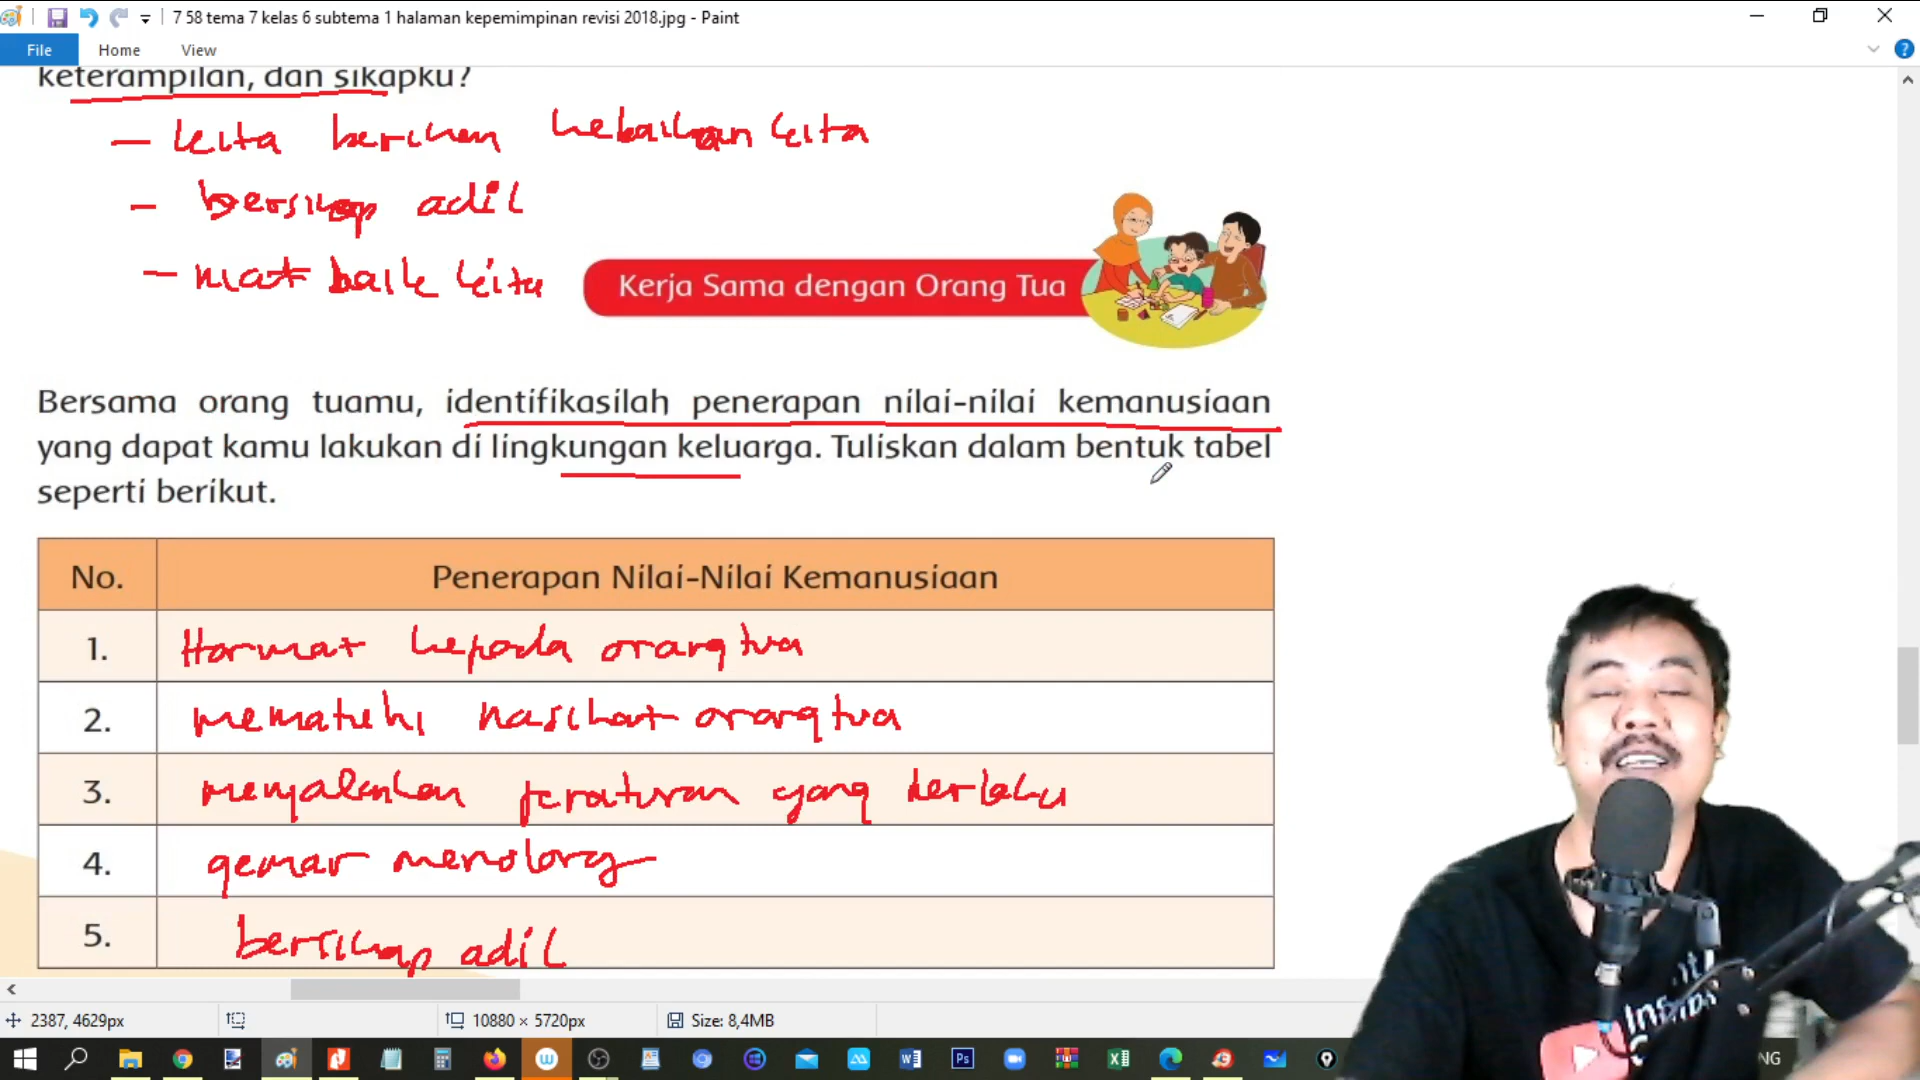 7 58 tema 7 kelas 6 subtema 1 halaman kepemimpinan revisi 2018.jpg - Paint
File Home View
keterampilan, dan sikapku?
- kita berikan kebaikan kita
- bersikap adil
- niat baik kita
Kerja Sama dengan Orang Tua
Bersama orang tuamu, identifikasilah penerapan nilai-nilai kemanusiaan
yang dapat kamu lakukan di lingkungan keluarga. Tuliskan dalam bentuk tabel
seperti berikut.
No. Penerapan Nilai-Nilai Kemanusiaan
1. Hormat kepada orang tua
2. mematuhi nasihat orang tua
3. menjalankan peraturan yang berlaku
4. gemar menolong
5. bersikap adil
2387, 4629px 10880 × 5720px Size: 8,4MB
NG